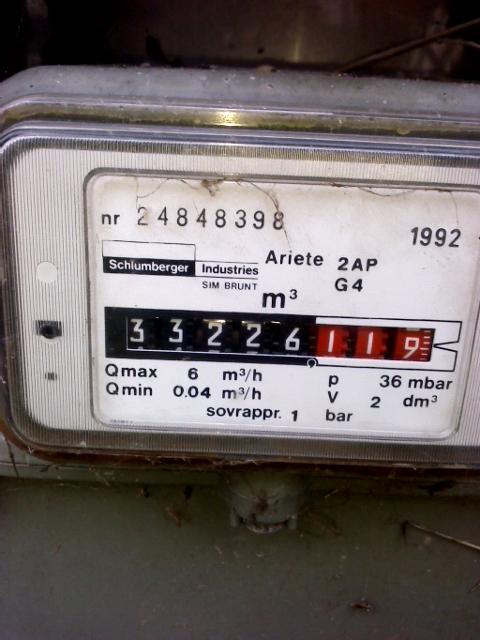 nr 24848398
1992
Schlumberger Industries
SIM BRUNT
Ariete 2AP
G4
m³
33226119
Qmax 6 m³/h
Qmin 0.04 m³/h
p 36 mbar
V 2 dm³
sovrappr. 1 bar